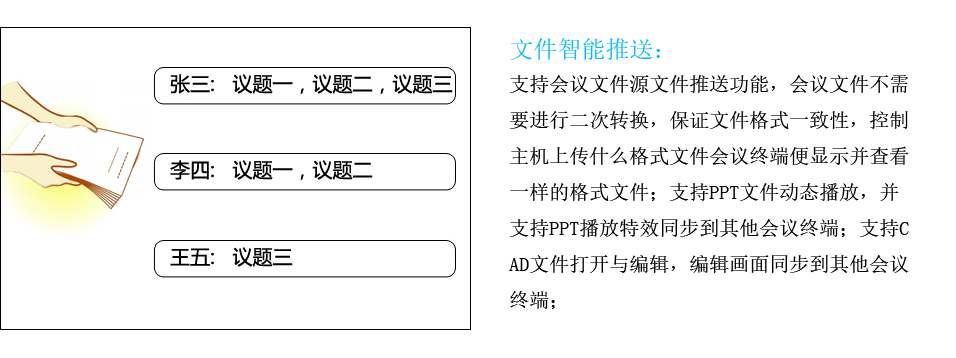 张三: 议题一，议题二，议题三
李四: 议题一，议题二
王五: 议题三
文件智能推送：
支持会议文件源文件推送功能，会议文件不需
要进行二次转换，保证文件格式一致性，控制
主机上传什么格式文件会议终端便显示并查看
一样的格式文件；支持PPT文件动态播放，并
支持PPT播放特效同步到其他会议终端；支持C
AD文件打开与编辑，编辑画面同步到其他会议
终端；